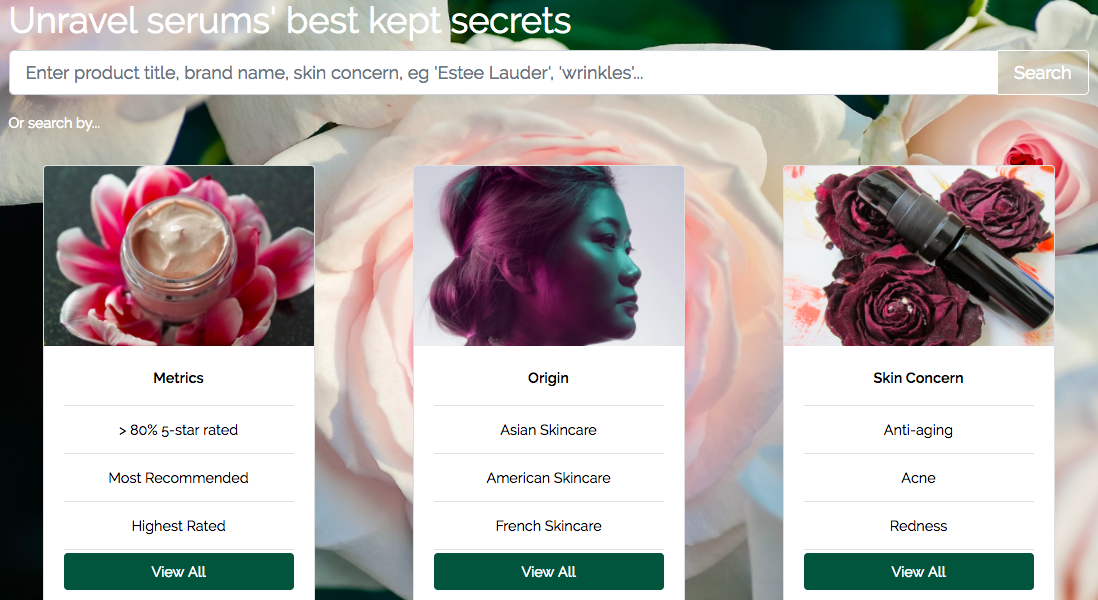 Unravel serums' best kept secrets
Enter product title, brand name, skin concern, eg 'Estee Lauder', 'wrinkles'...
Search
Or search by...
Metrics
> 80% 5-star rated
Most Recommended
Highest Rated
View All
Origin
Asian Skincare
American Skincare
French Skincare
View All
Skin Concern
Anti-aging
Acne
Redness
View All